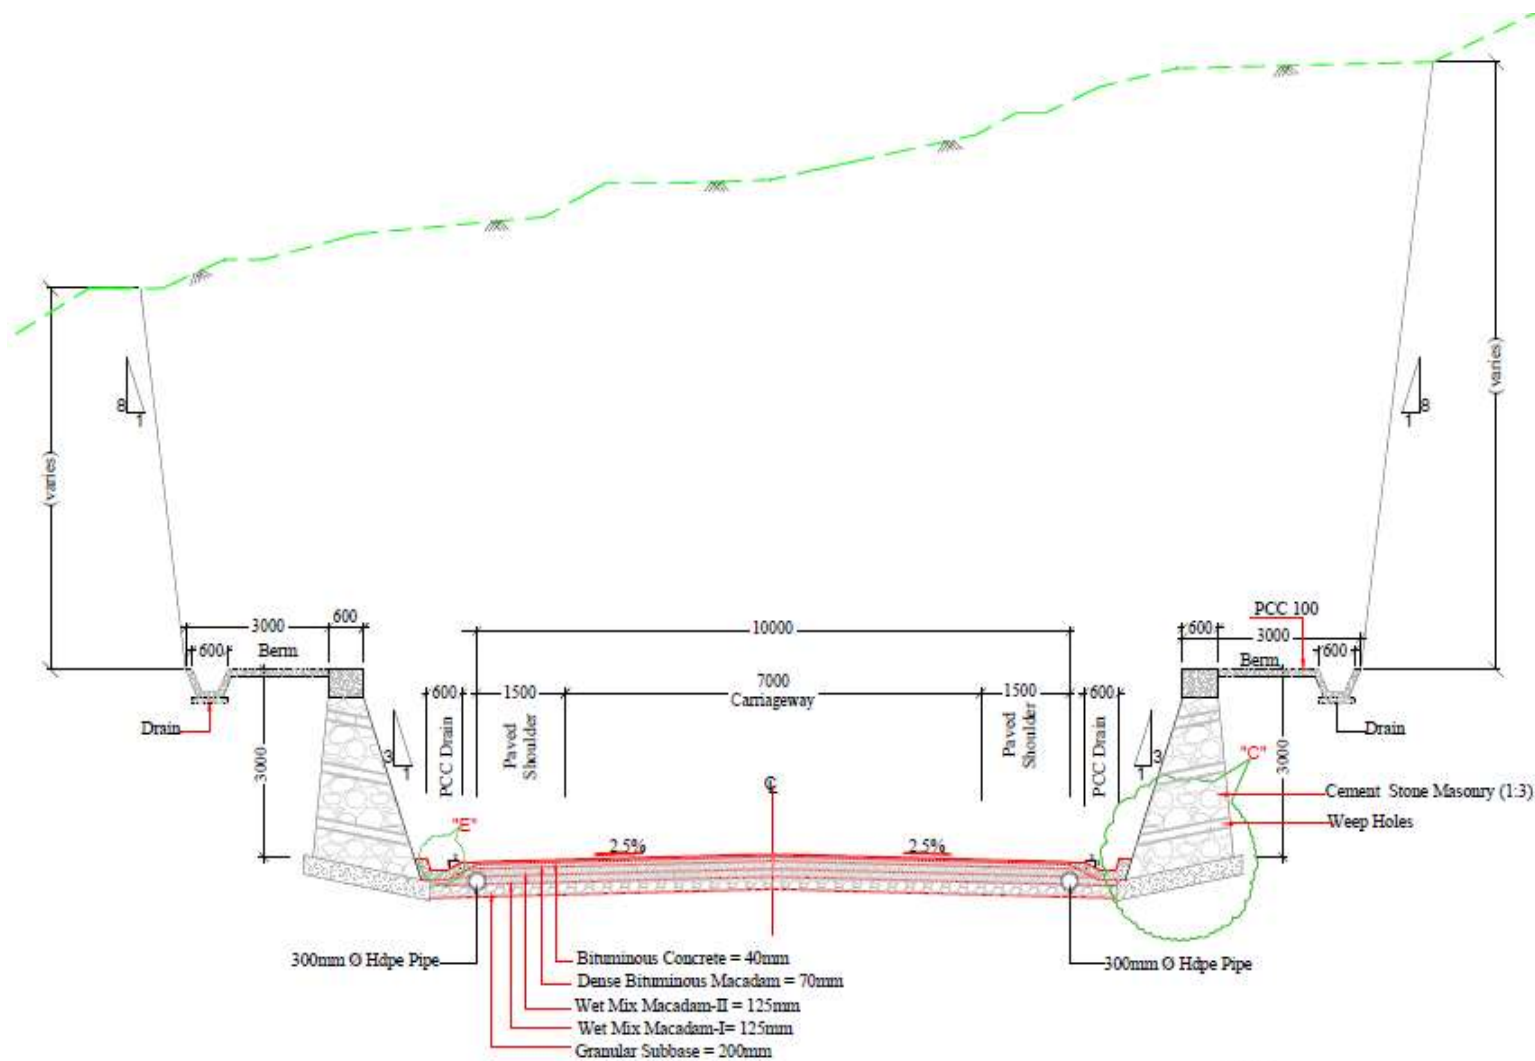 8
1
8
1
(varies)
(varies)
3000
600
600
Berm
Drain
3000
3
1
600
1500
PCC Drain
Paved
Shoulder
10000
7000
Carriageway
1500
600
Paved
Shoulder
PCC Drain
3
1
PCC 100
600
3000
600
Berm
Drain
3000
"C"
"E"
Cement Stone Masonry (1:3)
Weep Holes
2.5%
2.5%
300mm Ø Hdpe Pipe
300mm Ø Hdpe Pipe
Bituminous Concrete = 40mm
Dense Bituminous Macadam = 70mm
Wet Mix Macadam-II = 125mm
Wet Mix Macadam-I= 125mm
Granular Subbase = 200mm